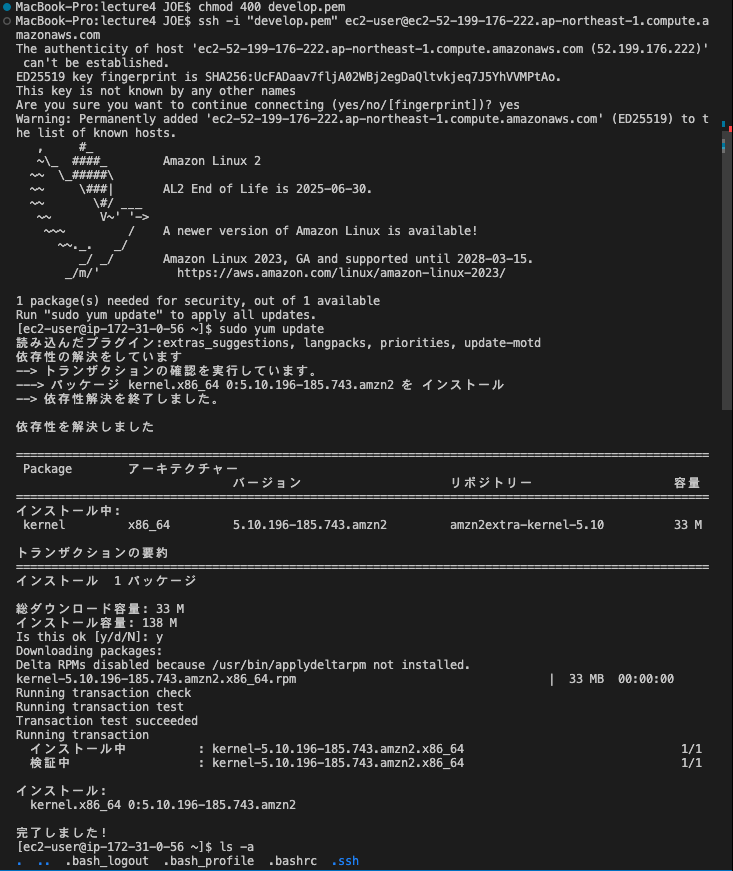 MacBook-Pro:lecture4 JOE$ chmod 400 develop.pem
MacBook-Pro:lecture4 JOE$ ssh -i "develop.pem" ec2-user@ec2-52-199-176-222.ap-northeast-1.compute.a
mazonaws.com
The authenticity of host 'ec2-52-199-176-222.ap-northeast-1.compute.amazonaws.com (52.199.176.222)'
 can't be established.
ED25519 key fingerprint is SHA256:UcFADaav7fljA02WBj2egDaQltvkjeq7J5YhVVMPtAo.
This key is not known by any other names
Are you sure you want to continue connecting (yes/no/[fingerprint])? yes
Warning: Permanently added 'ec2-52-199-176-222.ap-northeast-1.compute.amazonaws.com' (ED25519) to t
he list of known hosts.
   ,     #_
   ~\_  ####_        Amazon Linux 2
  ~~  \_#####\
  ~~     \###|       AL2 End of Life is 2025-06-30.
  ~~       \#/ ___
   ~~       V~' '->
    ~~~         /    A newer version of Amazon Linux is available!
      ~~._.   _/
         _/ _/       Amazon Linux 2023, GA and supported until 2028-03-15.
       _/m/'           https://aws.amazon.com/linux/amazon-linux-2023/
1 package(s) needed for security, out of 1 available
Run "sudo yum update" to apply all updates.
[ec2-user@ip-172-31-0-56 ~]$ sudo yum update
読み込んだプラグイン:extras_suggestions, langpacks, priorities, update-motd
依存性の解決をしています
--> トランザクションの確認を実行しています。
---> パッケージ kernel.x86_64 0:5.10.196-185.743.amzn2 を インストール
--> 依存性解決を終了しました。
依存性を解決しました
================================================================================
 Package        アーキテクチャー
                               バージョン                     リポジトリー                    容量
================================================================================
インストール中:
 kernel         x86_64         5.10.196-185.743.amzn2         amzn2extra-kernel-5.10          33 M
トランザクションの要約
================================================================================
インストール  1 パッケージ
総ダウンロード容量: 33 M
インストール容量: 138 M
Is this ok [y/d/N]: y
Downloading packages:
Delta RPMs disabled because /usr/bin/applydeltarpm not installed.
kernel-5.10.196-185.743.amzn2.x86_64.rpm                                    |  33 MB  00:00:00
Running transaction check
Running transaction test
Transaction test succeeded
Running transaction
  インストール中          : kernel-5.10.196-185.743.amzn2.x86_64                               1/1
  検証中                  : kernel-5.10.196-185.743.amzn2.x86_64                               1/1
インストール:
  kernel.x86_64 0:5.10.196-185.743.amzn2
完了しました!
[ec2-user@ip-172-31-0-56 ~]$ ls -a
.  ..  .bash_logout  .bash_profile  .bashrc  .ssh